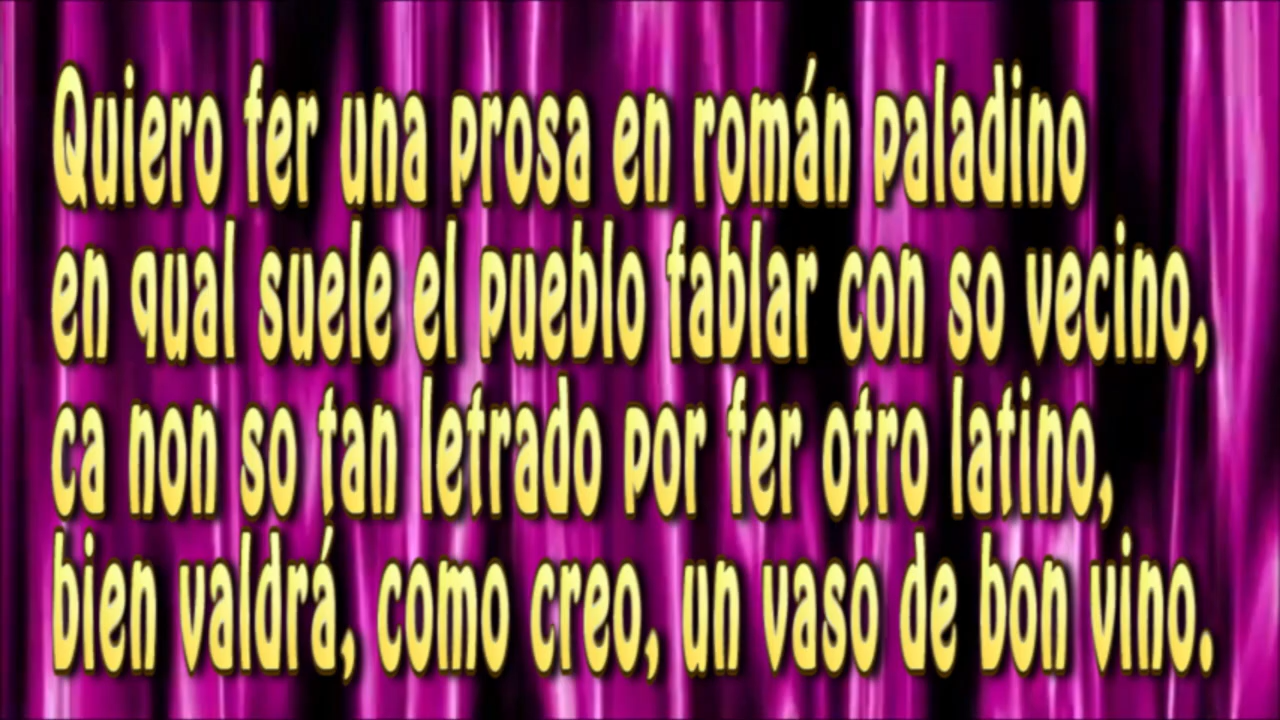 Quiero fer una prosa en román paladino
en qual suele el pueblo fablar con so vecino,
ca non so tan letrado por fer otro latino,
bien valdrá, como creo, un vaso de bon vino.